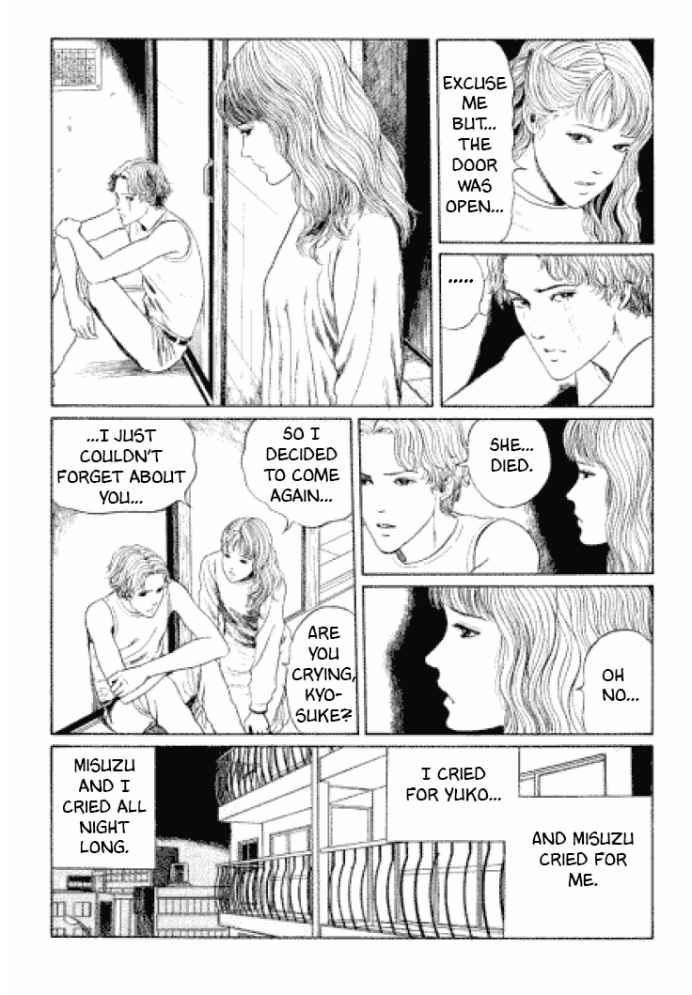 EXCUSE
ME
BUT...
THE
DOOR
WAS
OPEN...
.....
...I JUST
COULDN'T
FORGET ABOUT
YOU...
SO I
DECIDED
TO COME
AGAIN...
ARE
YOU
CRYING,
KYO-
SUKE?
SHE...
DIED.
OH
NO...
MISUZU
AND I
CRIED ALL
NIGHT
LONG.
I CRIED
FOR YUKO...
AND MISUZU
CRIED FOR
ME.